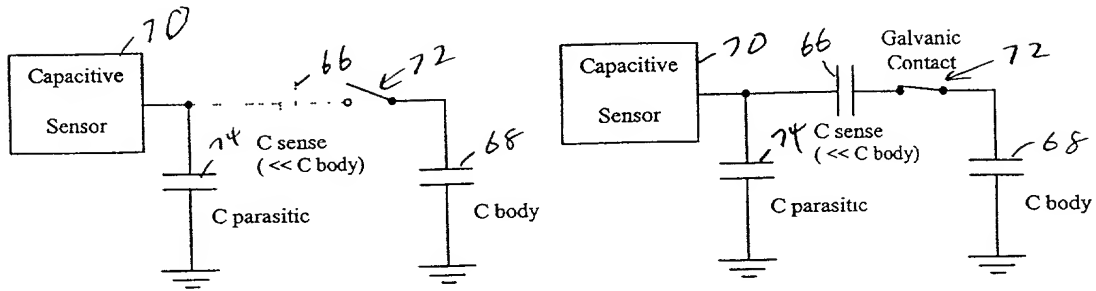 70
Capacitive
Sensor
66
72
74
C sense
( << C body)
68
C parasitic
C body
70
Capacitive
Sensor
66
Galvanic
Contact
72
74
C sense
( << C body)
68
C parasitic
C body